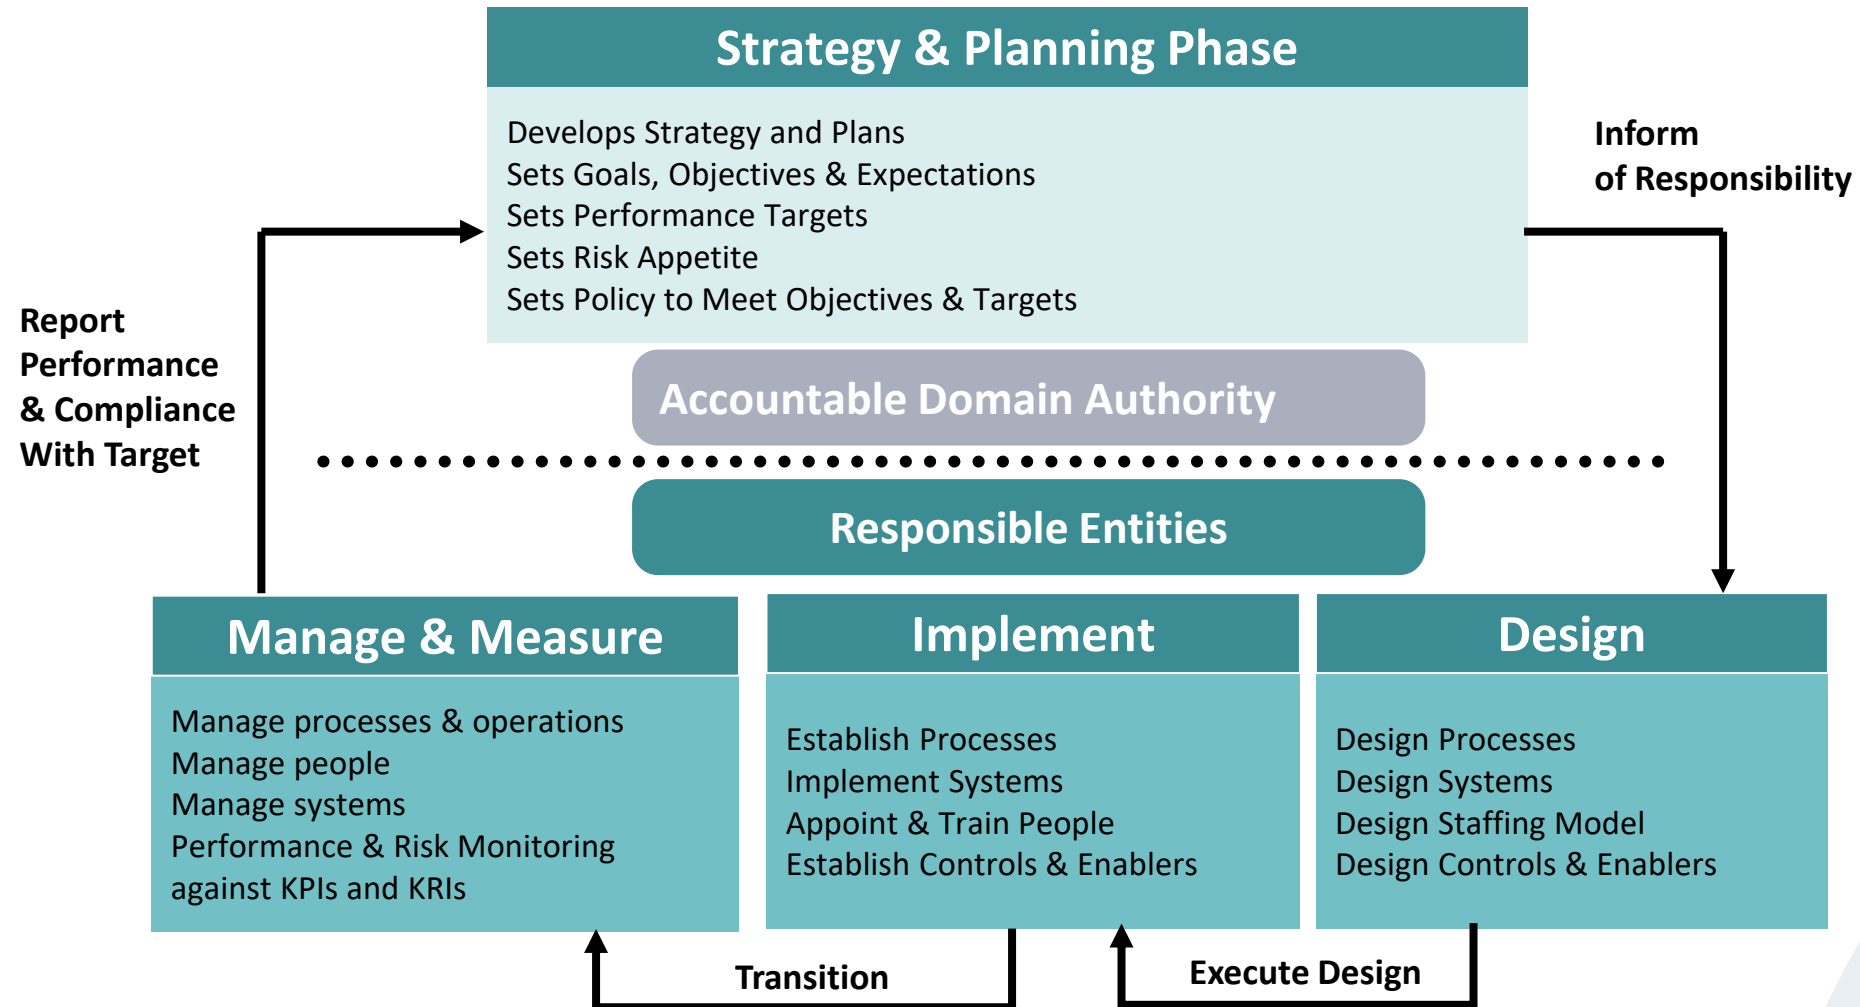 Strategy & Planning Phase
Develops Strategy and Plans
Sets Goals, Objectives & Expectations
Sets Performance Targets
Sets Risk Appetite
Sets Policy to Meet Objectives & Targets
Inform
of Responsibility
Report
Performance
& Compliance
With Target
Accountable Domain Authority
Responsible Entities
Manage & Measure
Manage processes & operations
Manage people
Manage systems
Performance & Risk Monitoring
against KPIs and KRIs
Implement
Establish Processes
Implement Systems
Appoint & Train People
Establish Controls & Enablers
Design
Design Processes
Design Systems
Design Staffing Model
Design Controls & Enablers
Transition
Execute Design